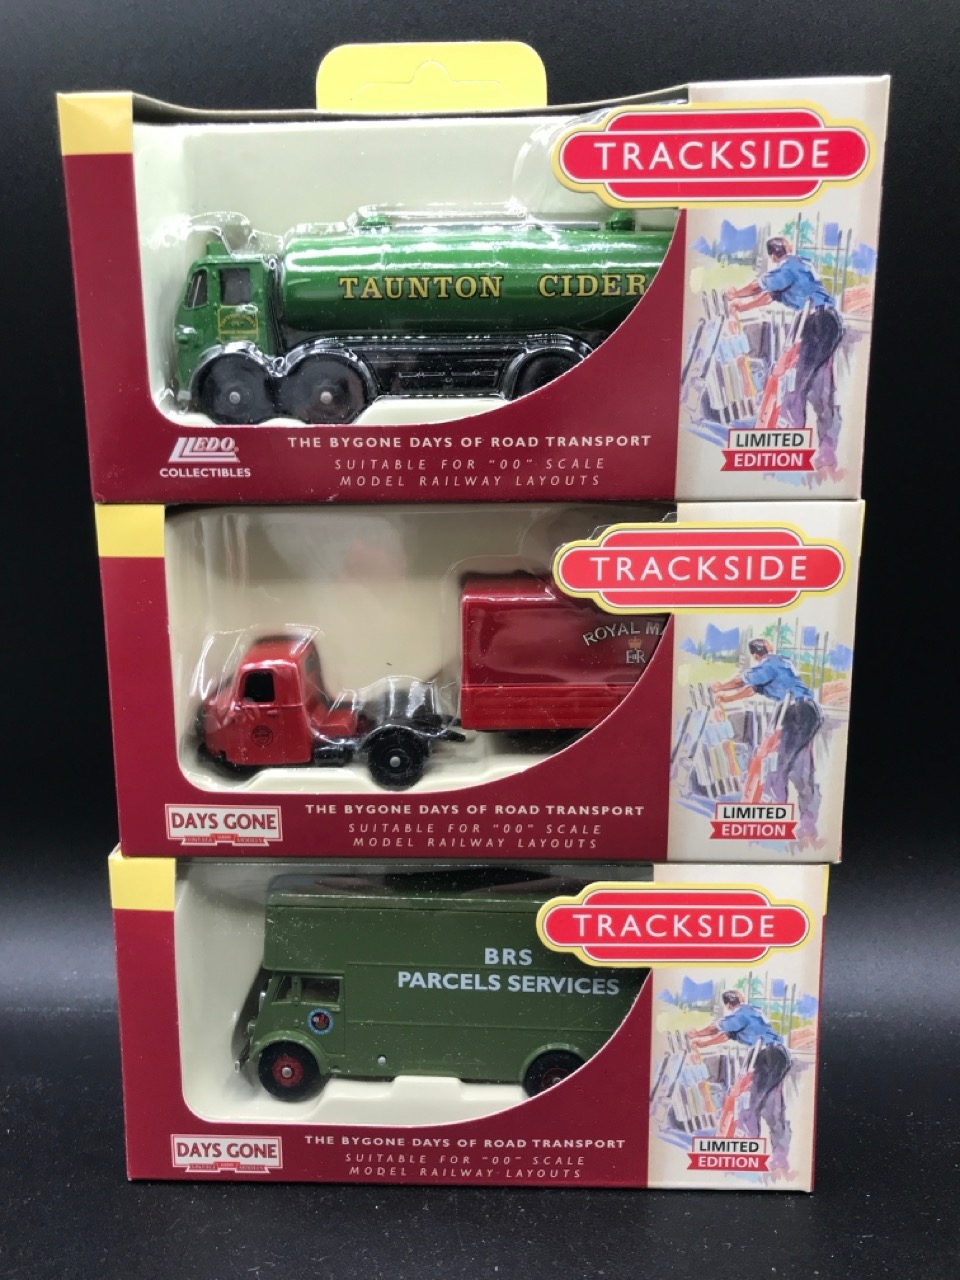 TRACKSIDE
TAUNTON CIDER
LIMITED
EDITION
LLEDO
COLLECTIBLES
THE BYGONE DAYS OF ROAD TRANSPORT
SUITABLE FOR "00" SCALE
MODEL RAILWAY LAYOUTS
TRACKSIDE
ROYAL MA
EIIR
DAYS GONE
THE BYGONE DAYS OF ROAD TRANSPORT
SUITABLE FOR "00" SCALE
MODEL RAILWAY LAYOUTS
LIMITED
EDITION
TRACKSIDE
BRS
PARCELS SERVICES
DAYS GONE
THE BYGONE DAYS OF ROAD TRANSPORT
SUITABLE FOR "00" SCALE
MODEL RAILWAY LAYOUTS
LIMITED
EDITION